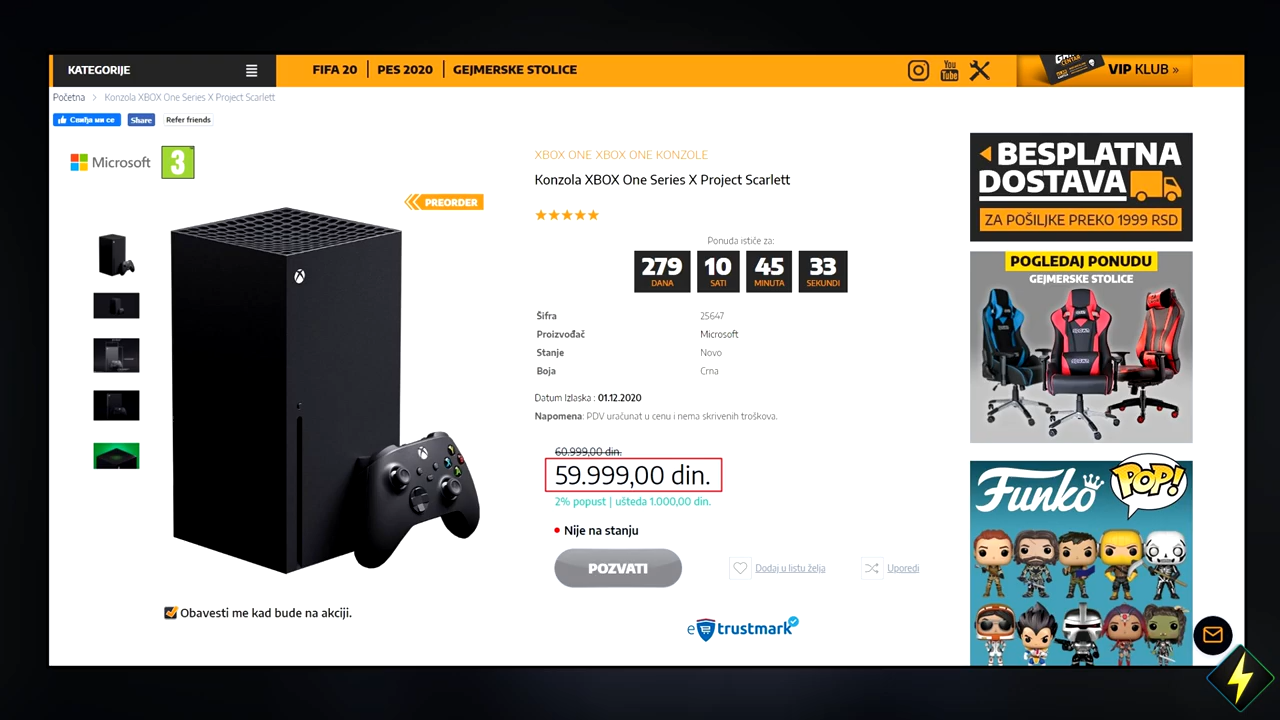 KATEGORIJE
FIFA 20 | PES 2020 | GEJMERSKE STOLICE
You Tube
VIP KLUB »
Početna > Konzola XBOX One Series X Project Scarlett
Свиђа ми се Share Refer friends
Microsoft 3
PREORDER
XBOX ONE XBOX ONE KONZOLE
Konzola XBOX One Series X Project Scarlett
Ponuda ističe za:
279 10 45 33
DANA SATI MINUTA SEKUNDI
Šifra 25647
Proizvođač Microsoft
Stanje Novo
Boja Crna
Datum Izlaska : 01.12.2020
Napomena: PDV uračunat u cenu i nema skrivenih troškova.
60.999,00 din.
59.999,00 din.
2% popust | ušteda 1.000,00 din.
Nije na stanju
POZVATI
Dodaj u listu želja Uporedi
Obavesti me kad bude na akciji.
e trustmark
BESPLATNA
DOSTAVA
ZA POŠILJKE PREKO 1999 RSD
POGLEDAJ PONUDU
GEJMERSKE STOLICE
Funko POP!